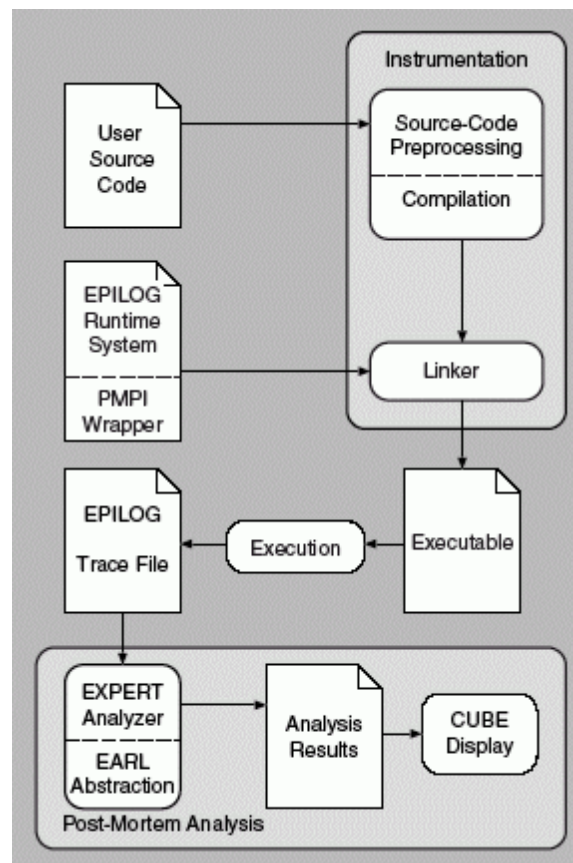 Instrumentation
User
Source
Code
Source-Code
Preprocessing
Compilation
EPILOG
Runtime
System
PMPI
Wrapper
Linker
EPILOG
Trace File
Execution
Executable
EXPERT
Analyzer
EARL
Abstraction
Analysis
Results
CUBE
Display
Post-Mortem Analysis